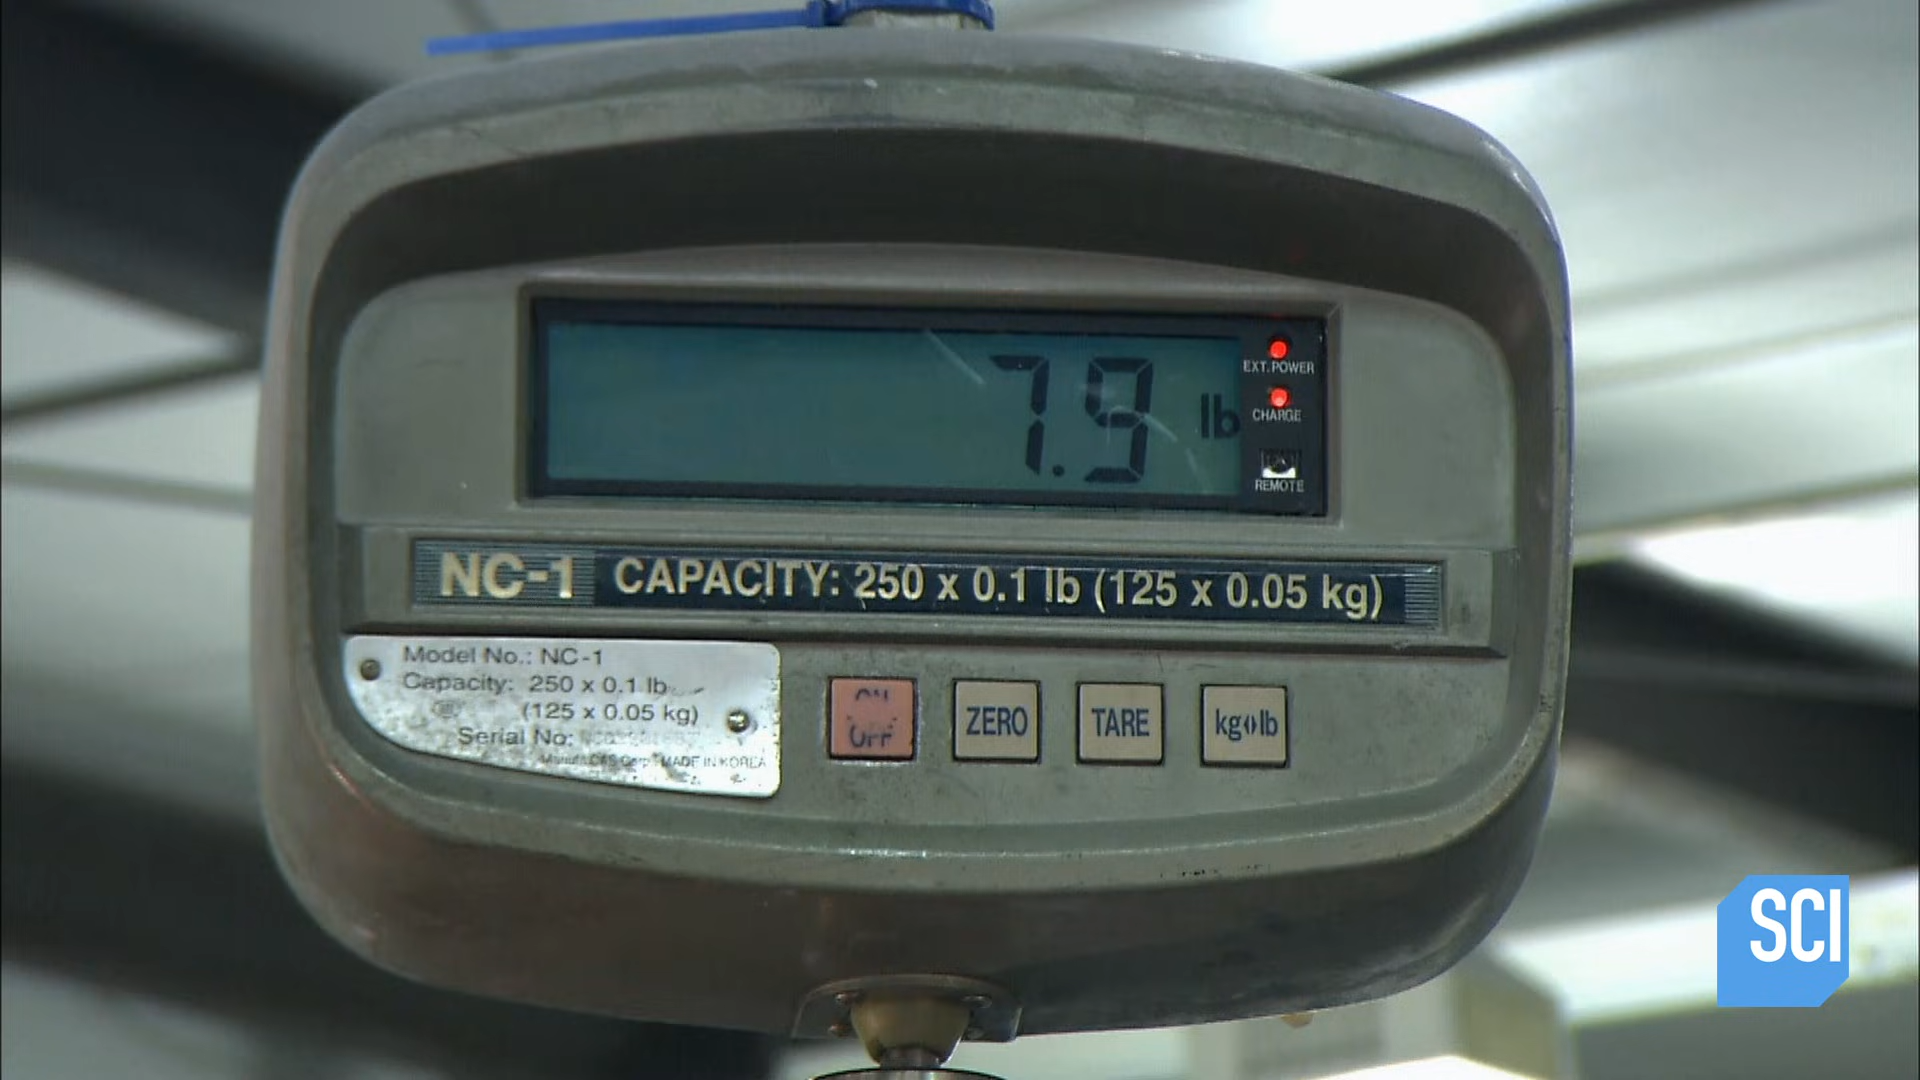 7.9 lb
EXT.POWER
CHARGE
REMOTE
NC-1 CAPACITY: 250 x 0.1 lb (125 x 0.05 kg)
Model No.: NC-1
Capacity: 250 x 0.1 lb
(125 x 0.05 kg)
Serial No:
MADE IN KOREA
ON
OFF
ZERO
TARE
kg lb
SCI